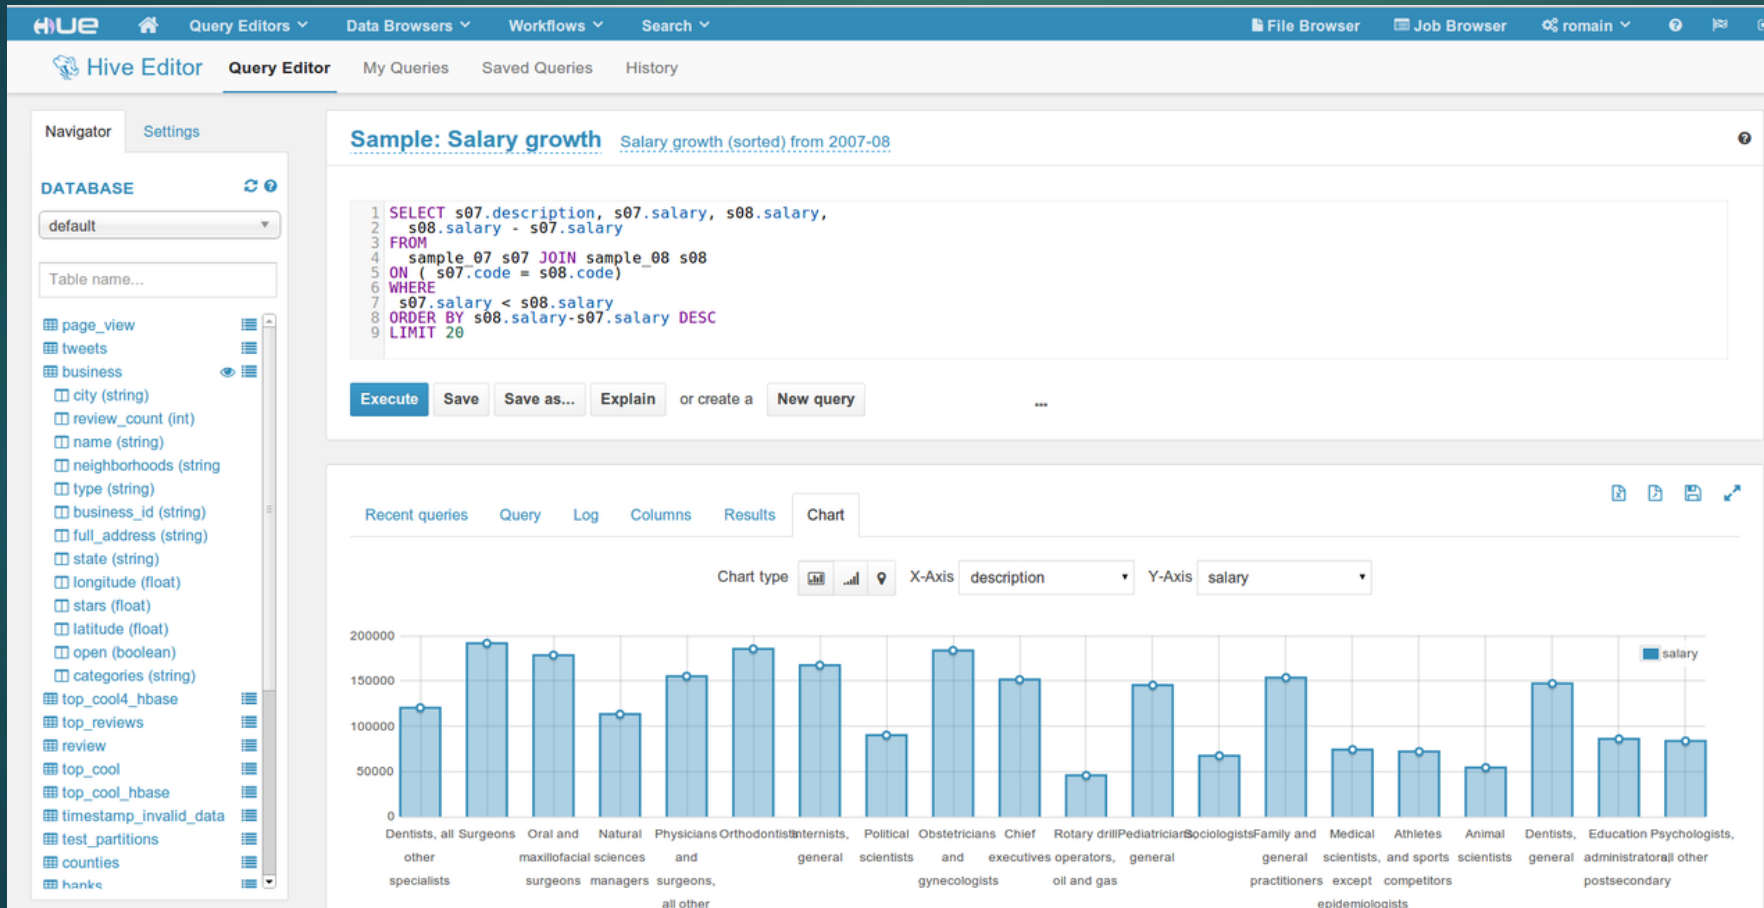 HUE
Query Editors
Data Browsers
Workflows
Search
File Browser
Job Browser
romain
Hive Editor
Query Editor
My Queries
Saved Queries
History
Navigator
Settings
DATABASE
default
Table name...
page_view
tweets
business
city (string)
review_count (int)
name (string)
neighborhoods (string
type (string)
business_id (string)
full_address (string)
state (string)
longitude (float)
stars (float)
latitude (float)
open (boolean)
categories (string)
top_cool4_hbase
top_reviews
review
top_cool
top_cool_hbase
timestamp_invalid_data
test_partitions
counties
banks
Sample: Salary growth
Salary growth (sorted) from 2007-08
1 SELECT s07.description, s07.salary, s08.salary,
2 s08.salary - s07.salary
3 FROM
4 sample_07 s07 JOIN sample_08 s08
5 ON ( s07.code = s08.code)
6 WHERE
7 s07.salary < s08.salary
8 ORDER BY s08.salary-s07.salary DESC
9 LIMIT 20
Execute
Save
Save as...
Explain
or create a
New query
...
Recent queries
Query
Log
Columns
Results
Chart
Chart type
X-Axis
description
Y-Axis
salary
salary
200000
150000
100000
50000
0
Dentists, all
other
specialists
Surgeons
Oral and
maxillofacial
surgeons
Natural
sciences
managers
Physicians
and
surgeons,
all other
Orthodontists
Internists,
general
Political
scientists
Obstetricians
and
gynecologists
Chief
executives
Rotary drill
operators,
oil and gas
Pediatricians,
general
Sociologists
Family and
general
practitioners
Medical
scientists,
except
epidemiologists
Athletes
and sports
competitors
Animal
scientists
Dentists,
general
Education
administrators,
postsecondary
Psychologists,
all other